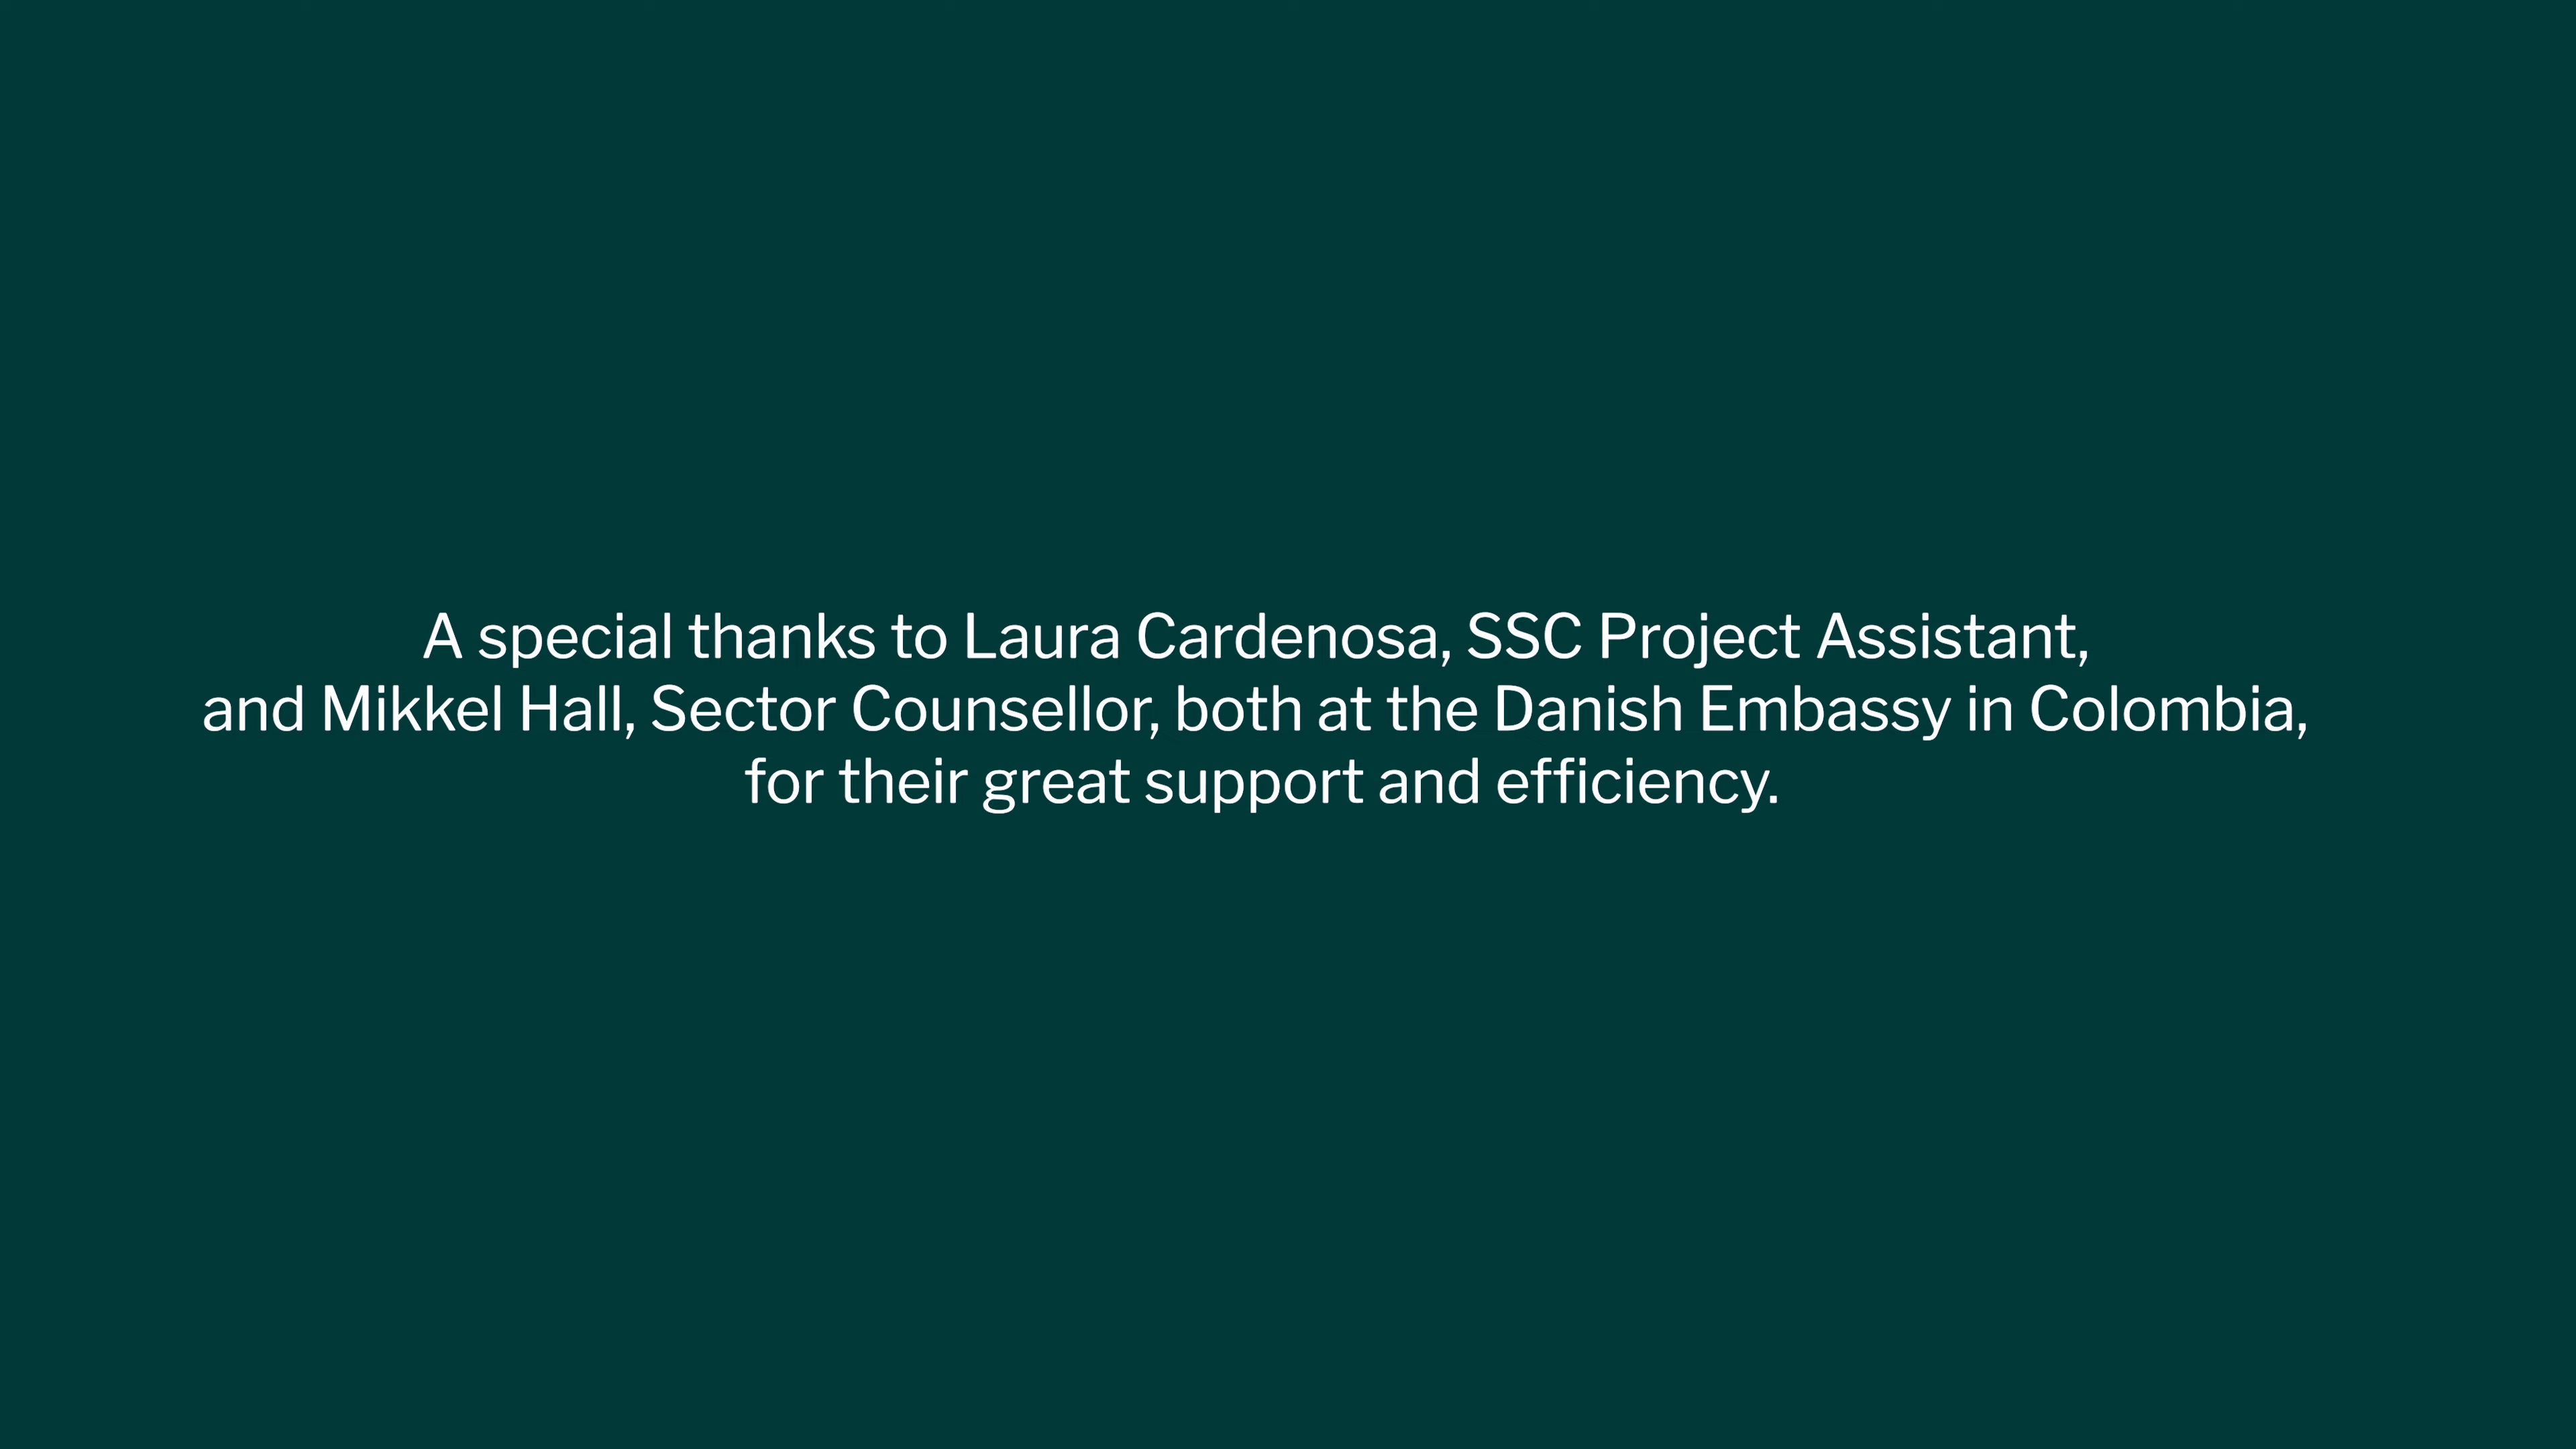 A special thanks to Laura Cardenosa, SSC Project Assistant,
and Mikkel Hall, Sector Counsellor, both at the Danish Embassy in Colombia,
for their great support and efficiency.